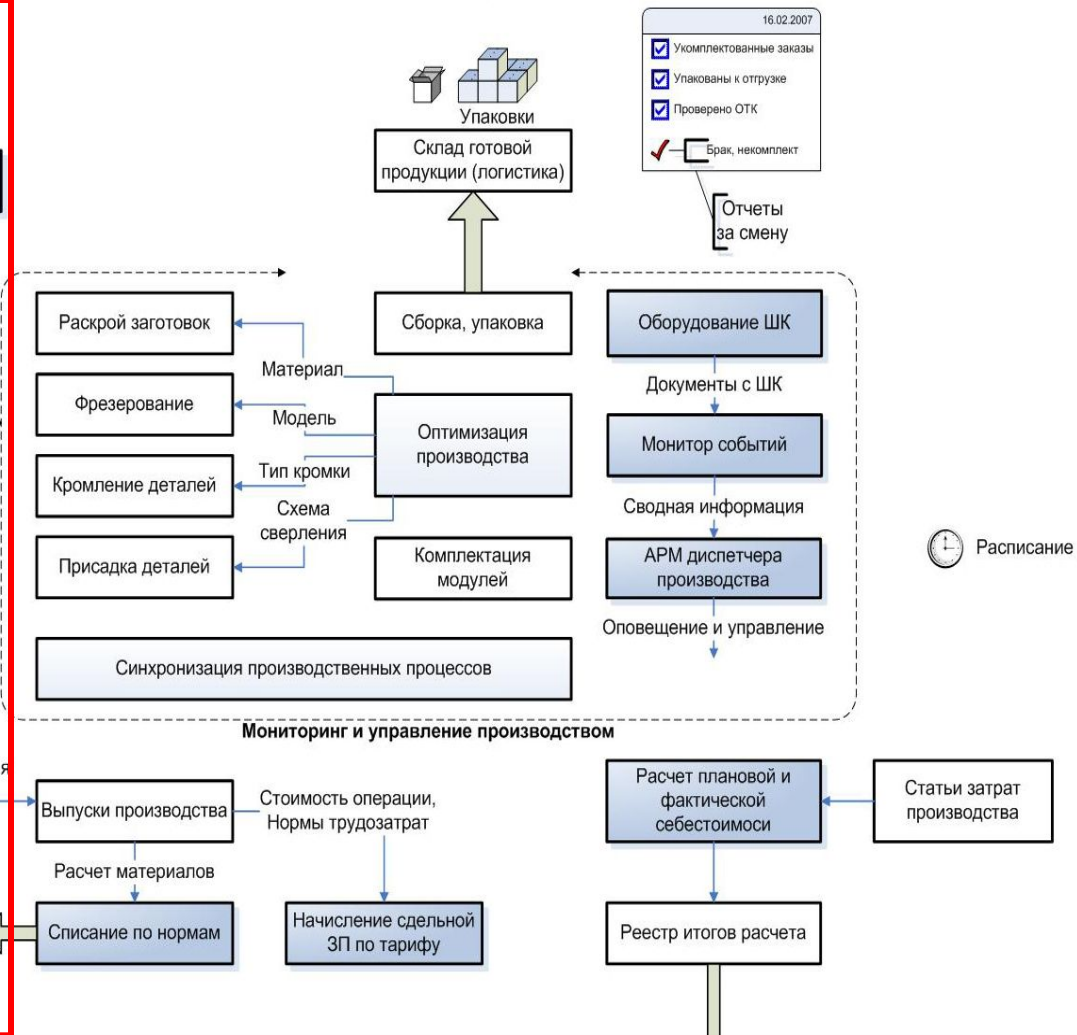 16.02.2007
Укомплектованные заказы
Упакованы к отгрузке
Проверено ОТК
Брак, некомплект
Отчеты
за смену
Упаковки
Склад готовой
продукции (логистика)
Раскрой заготовок
Сборка, упаковка
Оборудование ШК
Материал
Документы с ШК
Фрезерование
Модель
Оптимизация
производства
Монитор событий
Тип кромки
Кромление деталей
Схема
сверления
Сводная информация
Присадка деталей
Комплектация
модулей
АРМ диспетчера
производства
Расписание
Оповещение и управление
Синхронизация производственных процессов
Мониторинг и управление производством
я
Выпуски производства
Стоимость операции,
Нормы трудозатрат
Расчет плановой и
фактической
себестоимоси
Статьи затрат
производства
Расчет материалов
Списание по нормам
Начисление сдельной
ЗП по тарифу
Реестр итогов расчета